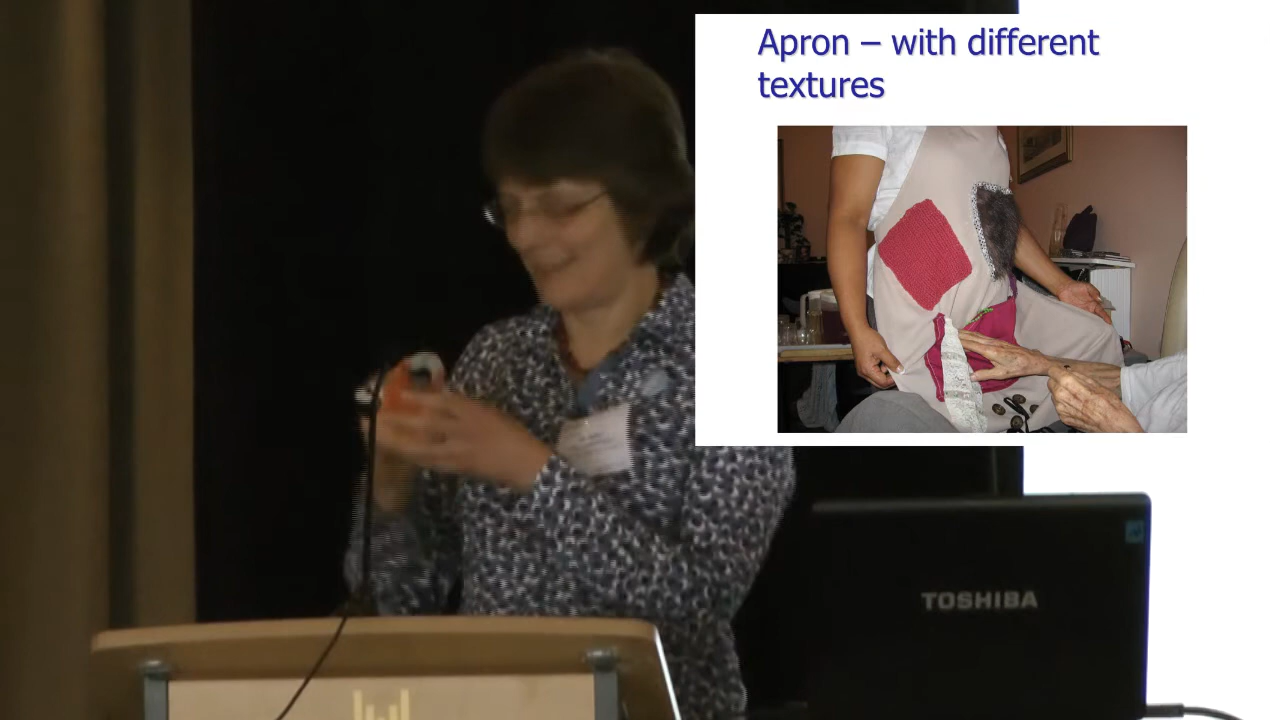 Apron – with different
textures
TOSHIBA